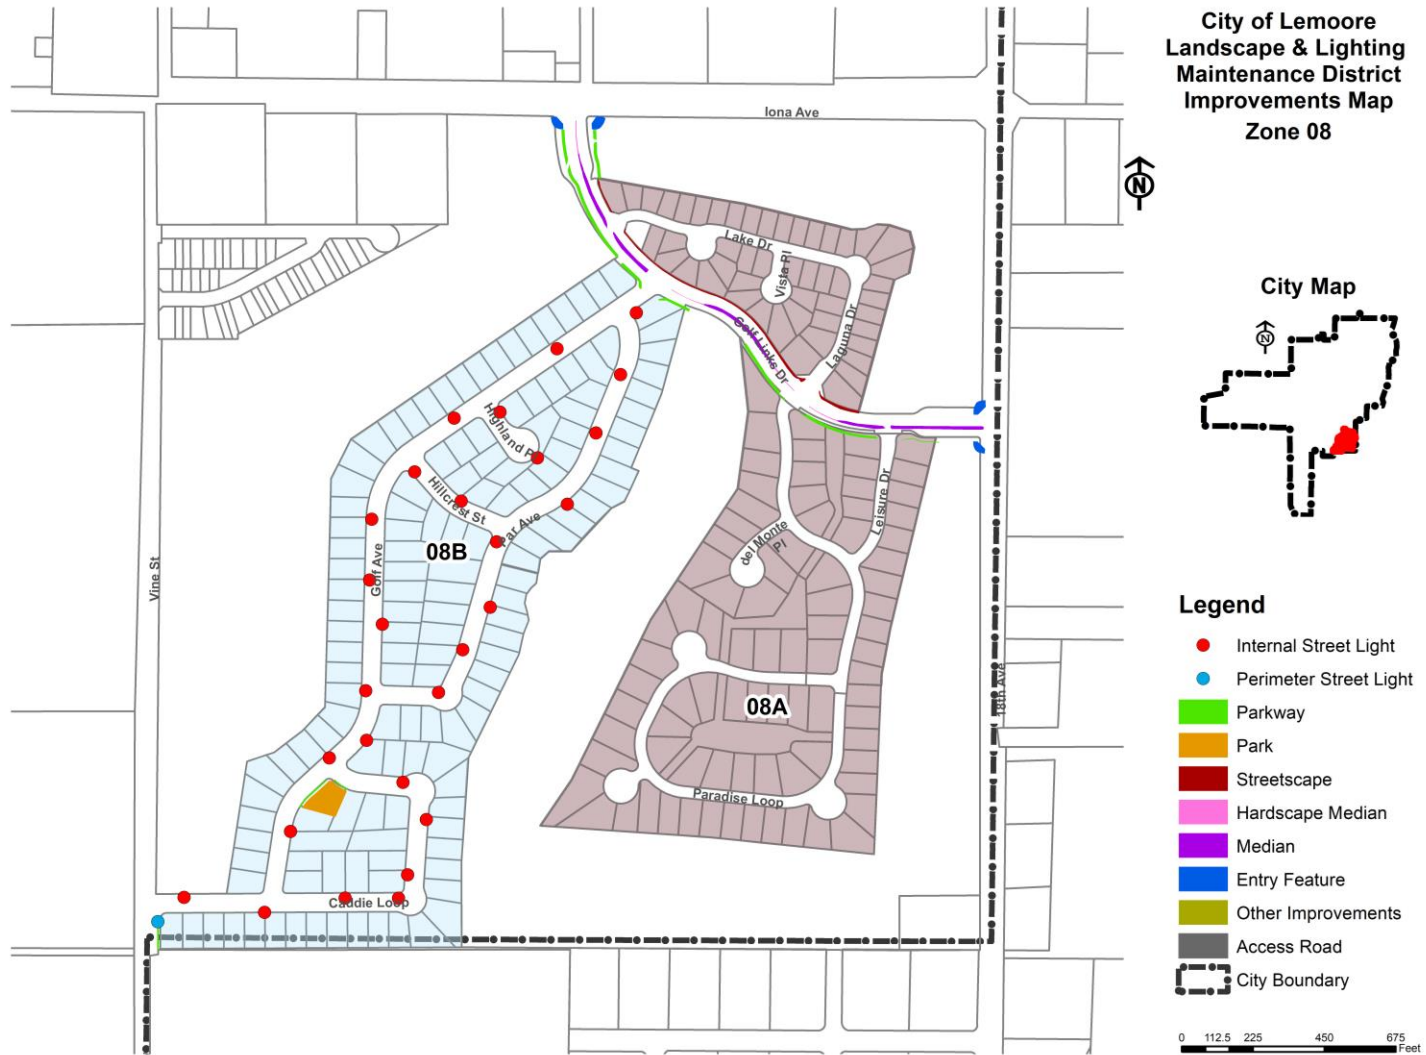 City of Lemoore
Landscape & Lighting
Maintenance District
Improvements Map
Zone 08
Iona Ave
N
Lake Dr
Vista Pl
Laguna Dr
Golf Links Dr
City Map
N
Highland Pl
Hillcrest St
Par Ave
Leisure Dr
del Monte
Pl
08B
Golf Ave
Vine St
18th Ave
08A
Paradise Loop
Caddie Loop
Legend
Internal Street Light
Perimeter Street Light
Parkway
Park
Streetscape
Hardscape Median
Median
Entry Feature
Other Improvements
Access Road
City Boundary
0 112.5 225 450 675
Feet